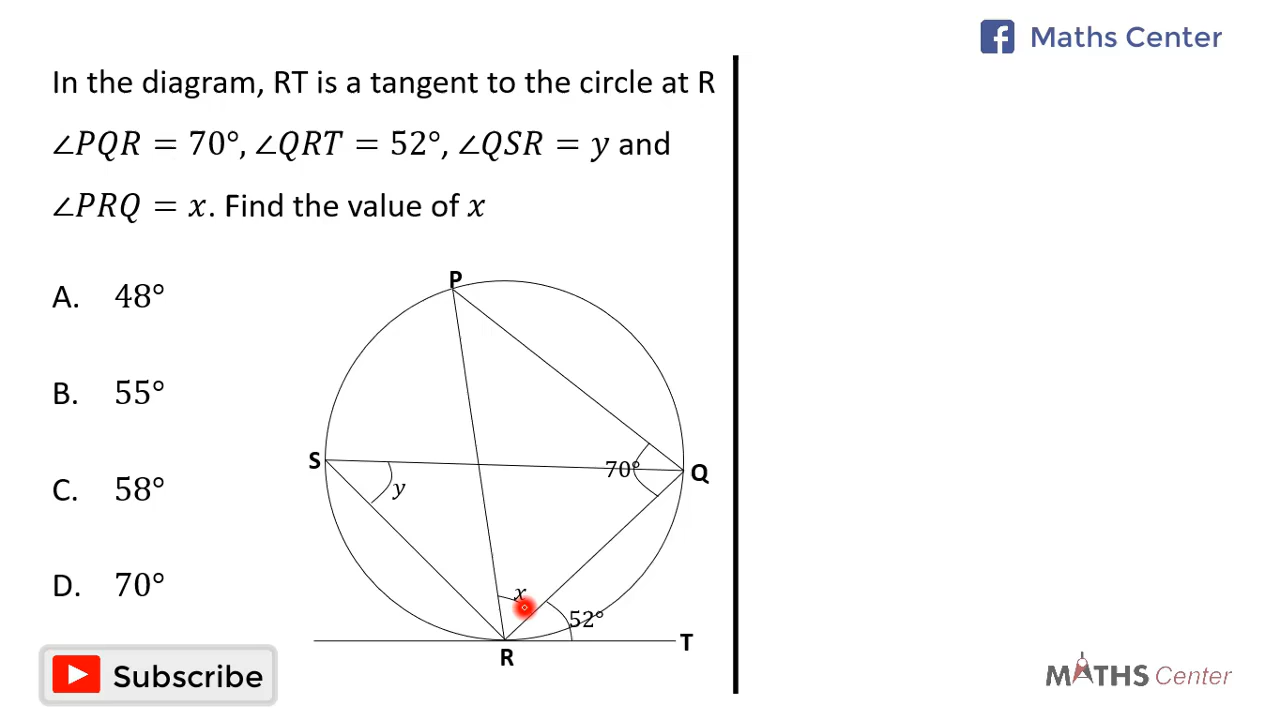 Maths Center
In the diagram, RT is a tangent to the circle at R
∠PQR = 70°, ∠QRT = 52°, ∠QSR = y and
∠PRQ = x. Find the value of x
A. 48°
B. 55°
C. 58°
D. 70°
P
S
70°
Q
y
x
52°
R
T
Subscribe
MATHS Center